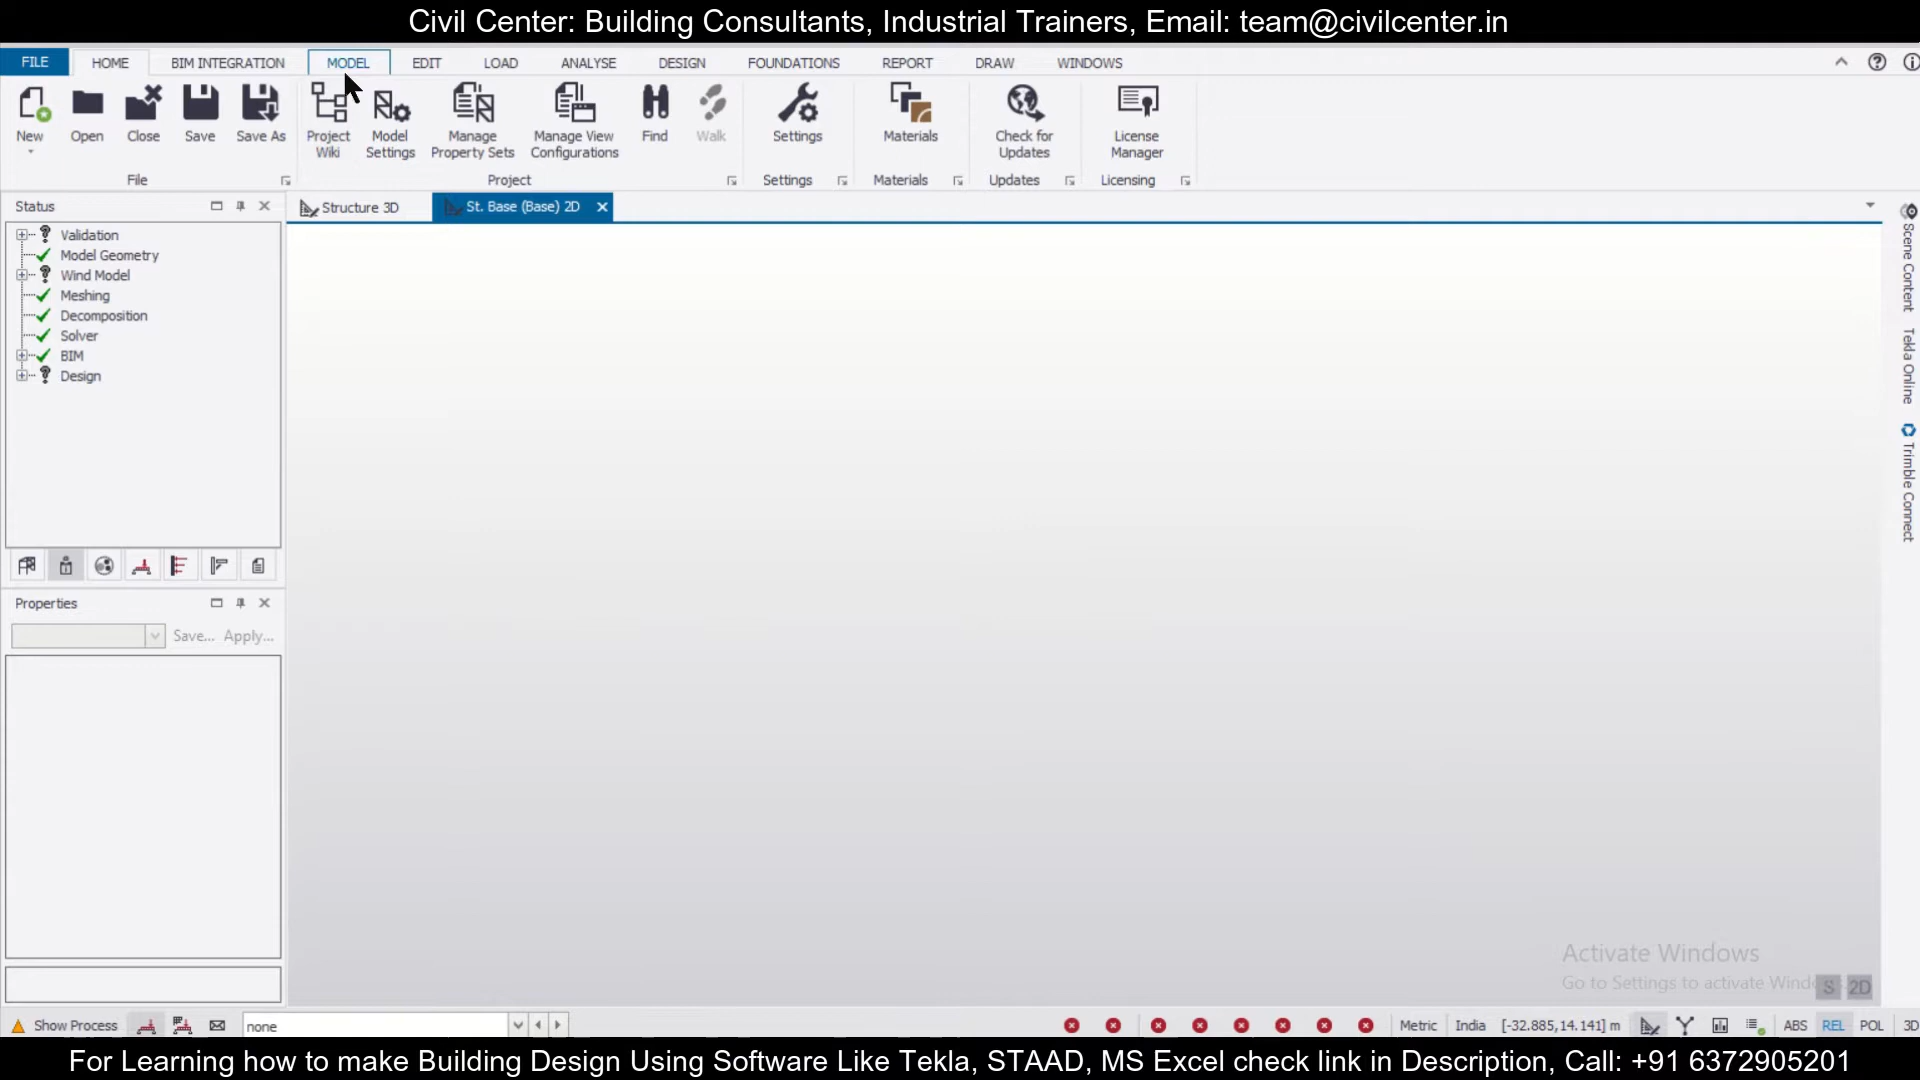 Civil Center: Building Consultants, Industrial Trainers, Email: team@civilcenter.in
FILE HOME BIM INTEGRATION MODEL EDIT LOAD ANALYSE DESIGN FOUNDATIONS REPORT DRAW WINDOWS
New Open Close Save Save As Project Wiki Model Settings Manage Property Sets Manage View Configurations Find Walk Settings Materials Check for Updates License Manager
File Project Settings Materials Updates Licensing
Status
Structure 3D St. Base (Base) 2D
Validation
Model Geometry
Wind Model
Meshing
Decomposition
Solver
BIM
Design
Scene Content
Tekla Online
Trimble Connect
Properties
Save... Apply...
Activate Windows
Go to Settings to activate Wind
S 2D
Show Process none Metric India [-32.885,14.141] m ABS REL POL 3D
For Learning how to make Building Design Using Software Like Tekla, STAAD, MS Excel check link in Description, Call: +91 6372905201